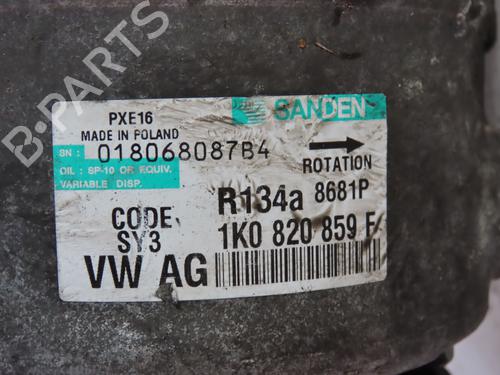 PXE16
SANDEN
MADE IN POLAND
SN : 018068087B4
ROTATION
OIL : SP-10 OR EQUIV.
VARIABLE DISP.
R134a 8681P
CODE
SY3
1K0 820 859 F
VW AG
B-PARTS